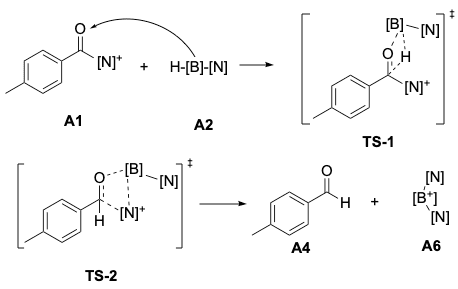 O
[N]⁺
+
H-[B]-[N]
A1
A2
[B]
[N]
O
H
[N]⁺
‡
TS-1
O
[B]
[N]
H
[N]⁺
‡
TS-2
O
H
A4
+
[N]
[B⁺]
[N]
A6